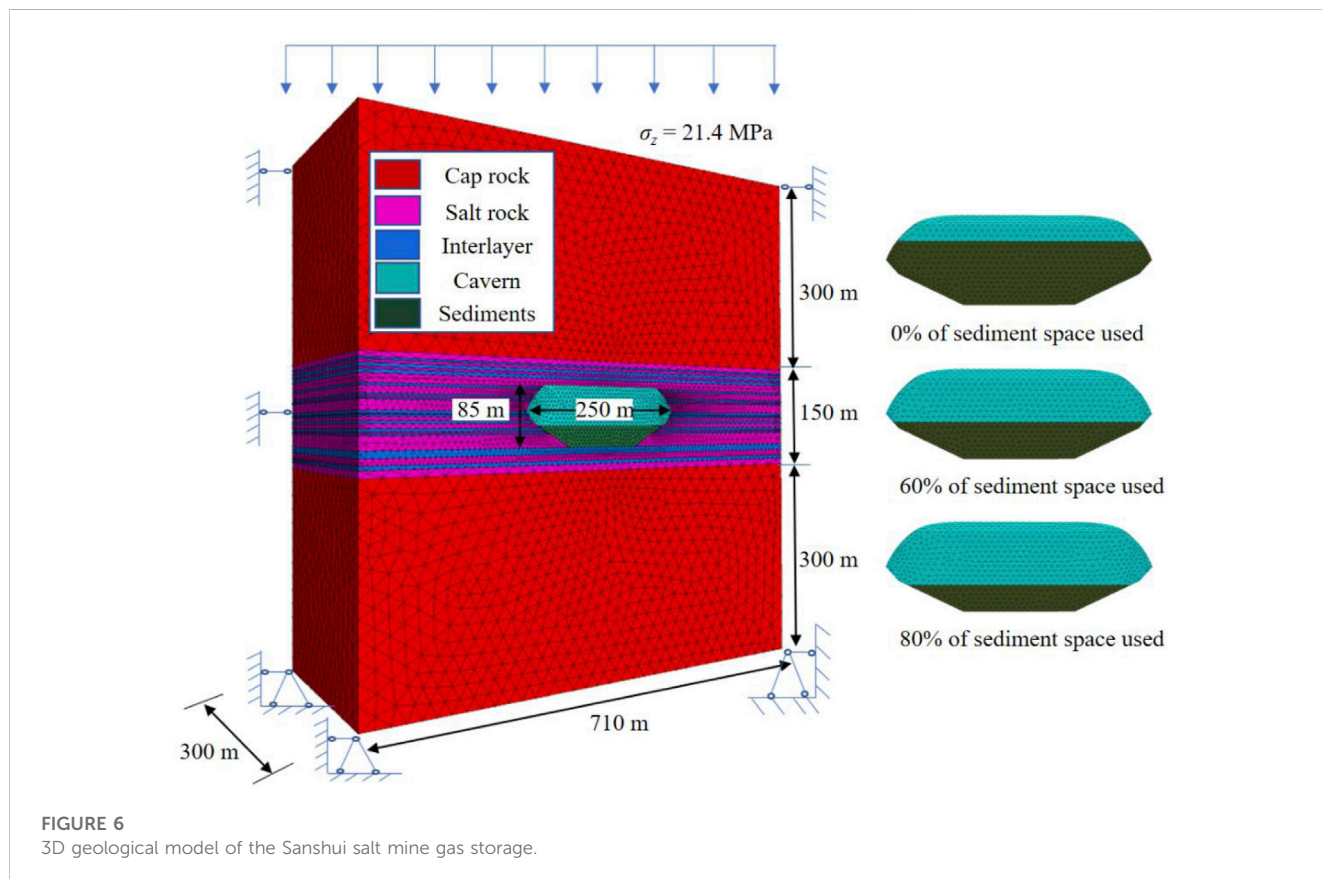 σz = 21.4 MPa
Cap rock
Salt rock
Interlayer
Cavern
Sediments
300 m
0% of sediment space used
150 m
85 m
250 m
60% of sediment space used
300 m
80% of sediment space used
710 m
300 m
FIGURE 6
3D geological model of the Sanshui salt mine gas storage.